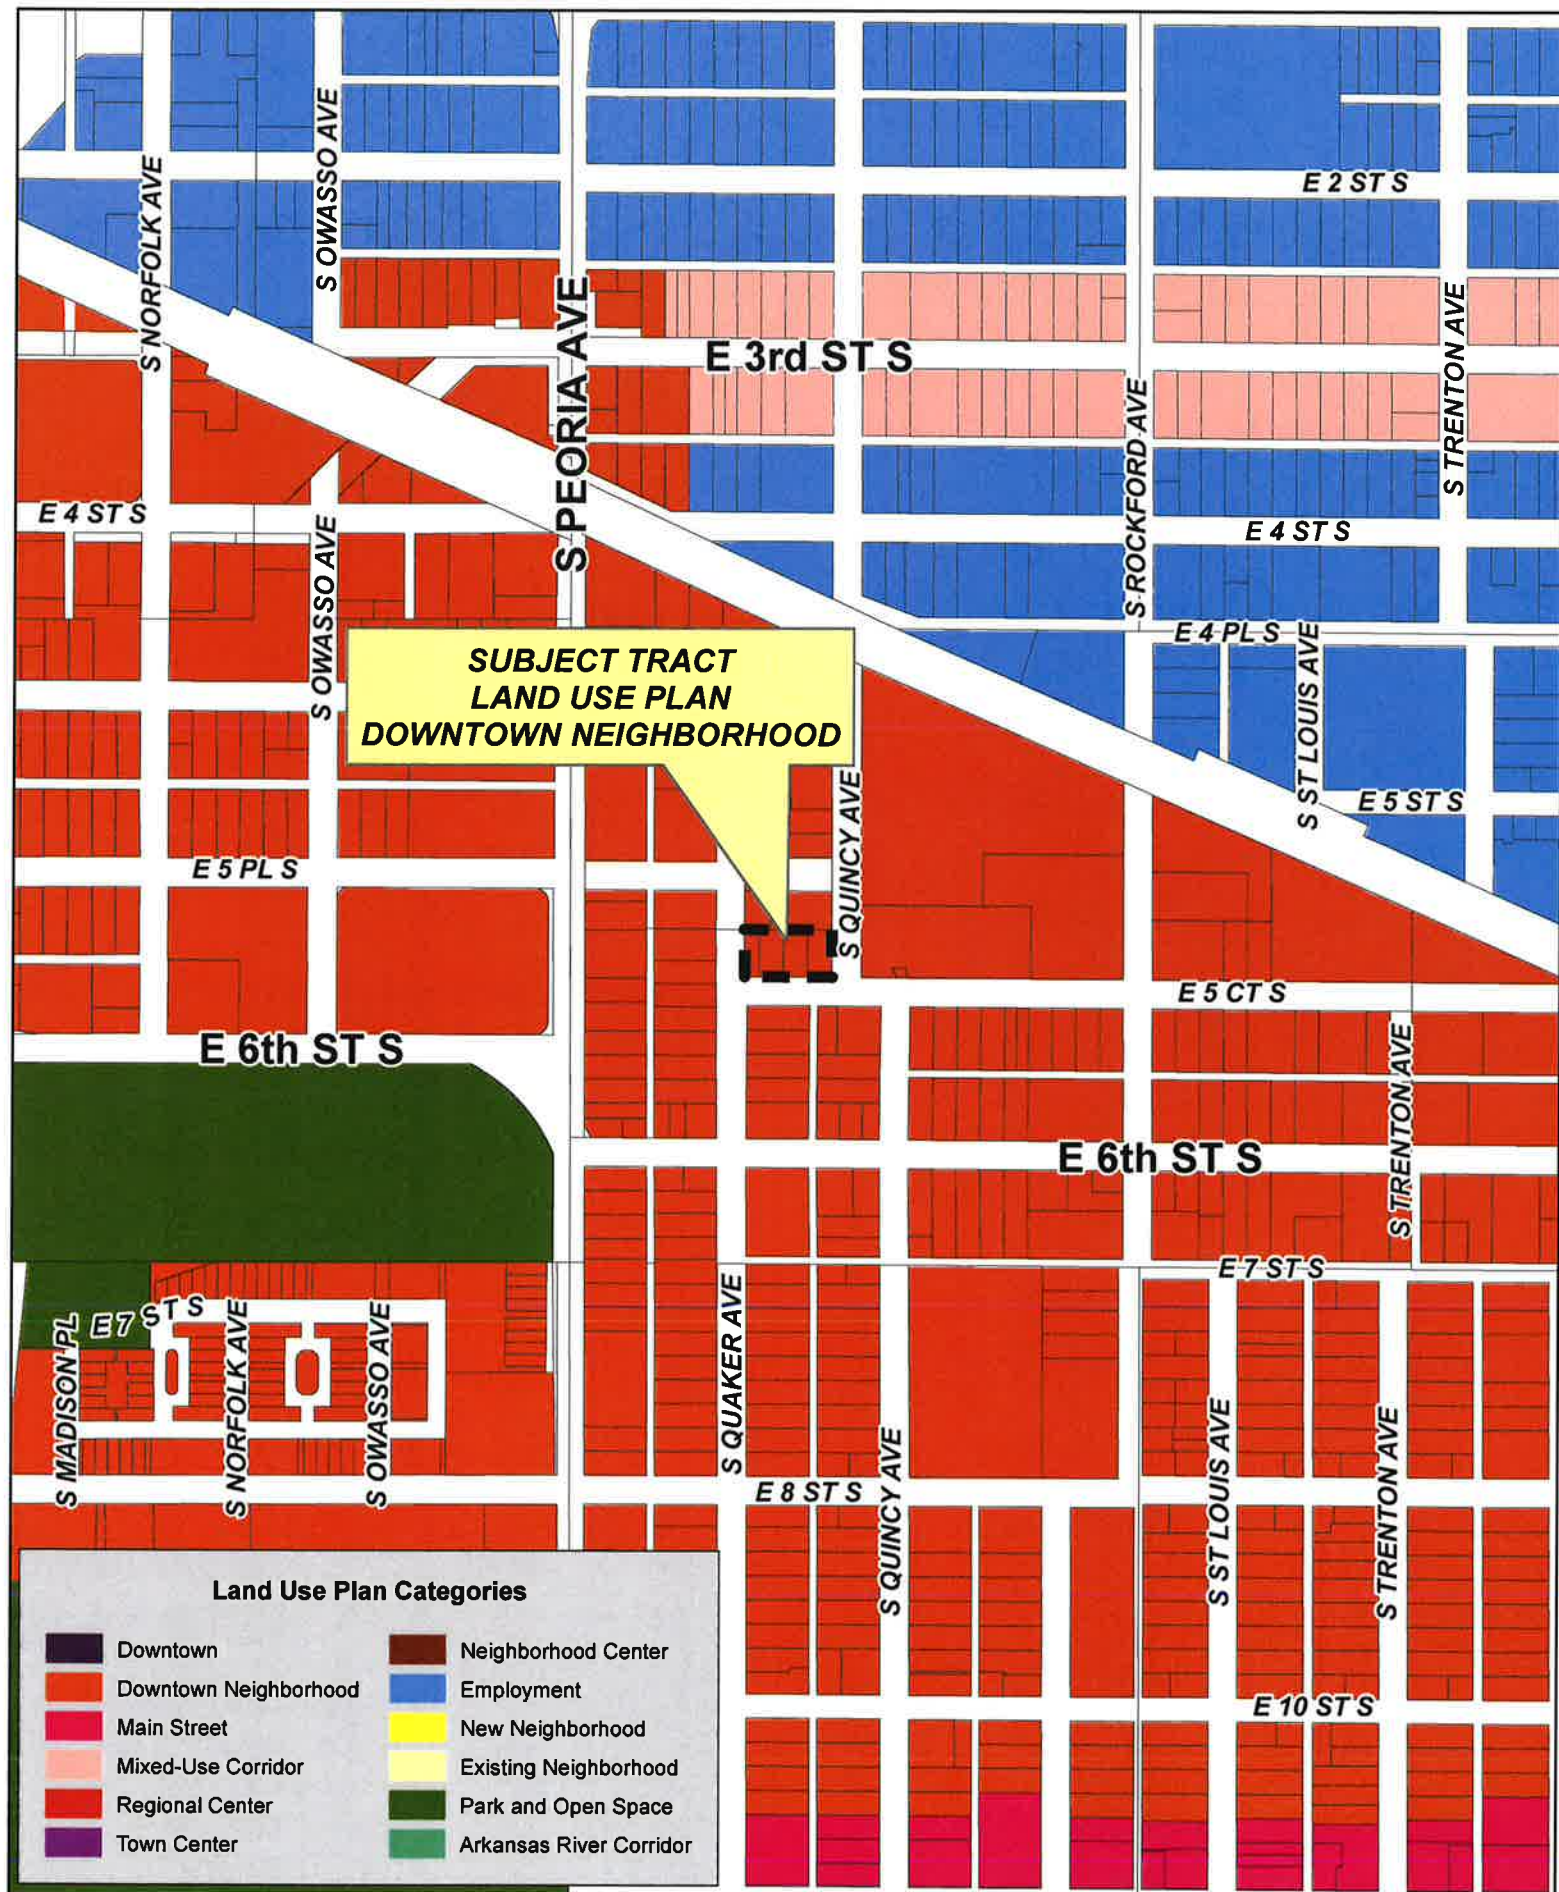 E 2 ST S
S OWASSO AVE
S NORFOLK AVE
S PEORIA AVE
E 3rd ST S
S TRENTON AVE
S ROCKFORD AVE
E 4 ST S
E 4 ST S
S OWASSO AVE
E 4 PL S
S ST LOUIS AVE
SUBJECT TRACT
LAND USE PLAN
DOWNTOWN NEIGHBORHOOD
E 5 ST S
S QUINCY AVE
E 5 PL S
E 5 CT S
E 6th ST S
S TRENTON AVE
E 6th ST S
E 7 ST S
E 7 ST S
S MADISON PL
S NORFOLK AVE
S OWASSO AVE
S QUAKER AVE
S QUINCY AVE
S ST LOUIS AVE
S TRENTON AVE
E 8 ST S
E 10 ST S
Land Use Plan Categories
Downtown
Downtown Neighborhood
Main Street
Mixed-Use Corridor
Regional Center
Town Center
Neighborhood Center
Employment
New Neighborhood
Existing Neighborhood
Park and Open Space
Arkansas River Corridor